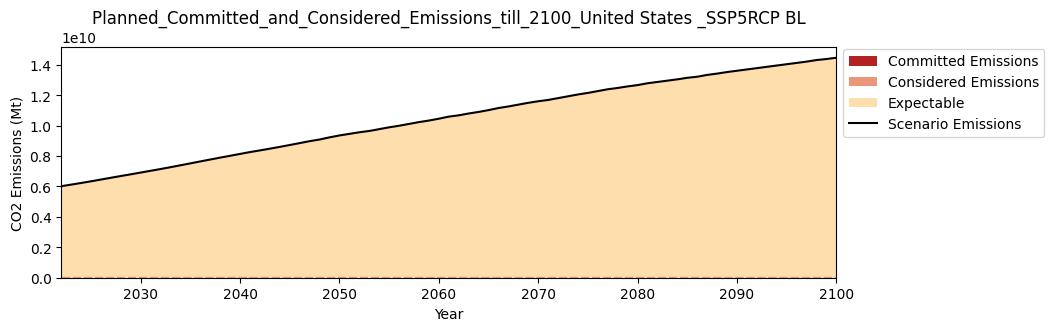 Planned_Committed_and_Considered_Emissions_till_2100_United States _SSP5RCP BL
1e10
1.4
1.2
1.0
0.8
0.6
0.4
0.2
0.0
CO2 Emissions (Mt)
2030 2040 2050 2060 2070 2080 2090 2100
Year
Committed Emissions
Considered Emissions
Expectable
Scenario Emissions